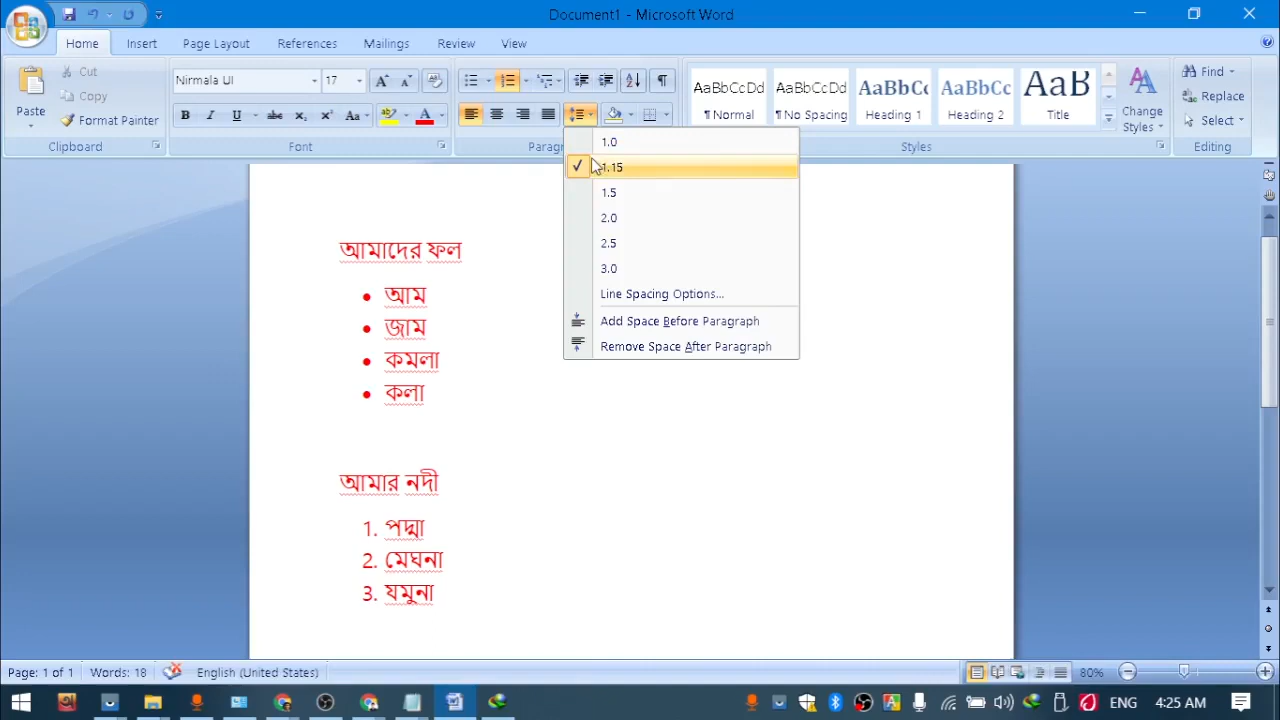 Document1 - Microsoft Word
Home Insert Page Layout References Mailings Review View
Paste
Cut
Copy
Format Painter
Clipboard
Nirmala UI 17
Font
Paragr
AaBbCcDd AaBbCcDd AaBbCc AaBbCc AaB
¶ Normal ¶ No Spacing Heading 1 Heading 2 Title
Change Styles
Styles
Find
Replace
Select
Editing
1.0
1.15
1.5
2.0
2.5
3.0
Line Spacing Options...
Add Space Before Paragraph
Remove Space After Paragraph
আমাদের ফল
• আম
• জাম
• কমলা
• কলা
আমার নদী
1. পদ্মা
2. মেঘনা
3. যমুনা
Page: 1 of 1 Words: 18 English (United States) 80%
ENG 4:25 AM